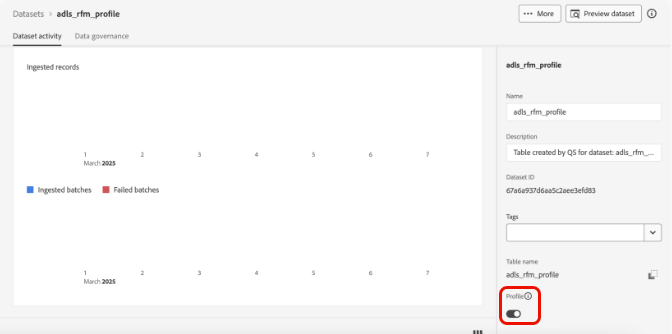 Datasets > adls_rfm_profile
More
Preview dataset
Dataset activity
Data governance
Ingested records
1 2 3 4 5 6 7
March 2025
Ingested batches Failed batches
1 2 3 4 5 6 7
March 2025
adls_rfm_profile
Name
adls_rfm_profile
Description
Table created by QS for dataset: adls_rfm_...
Dataset ID
67a6a937d6aa5c2aee3efd83
Tags
Table name
adls_rfm_profile
Profile